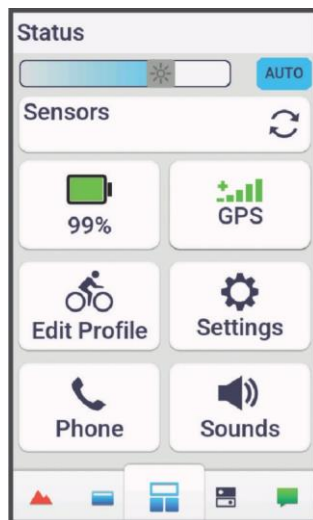 Status
AUTO
Sensors
99%
GPS
Edit Profile
Settings
Phone
Sounds